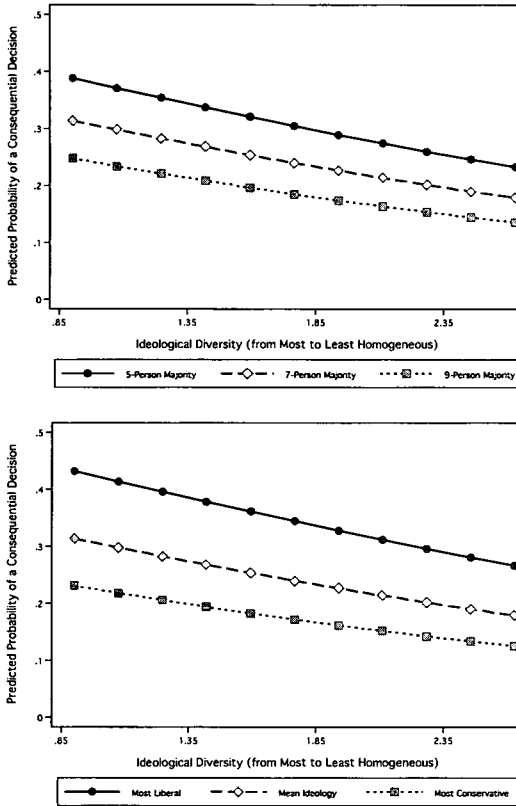 Predicted Probability of a Consequential Decision
.5
.4
.3
.2
.1
0
.85
1.35
1.85
2.35
Ideological Diversity (from Most to Least Homogeneous)
5-Person Majority
7-Person Majority
9-Person Majority
Predicted Probability of a Consequential Decision
.5
.4
.3
.2
.1
0
.85
1.35
1.85
2.35
Ideological Diversity (from Most to Least Homogeneous)
Most Liberal
Mean Ideology
Most Conservative